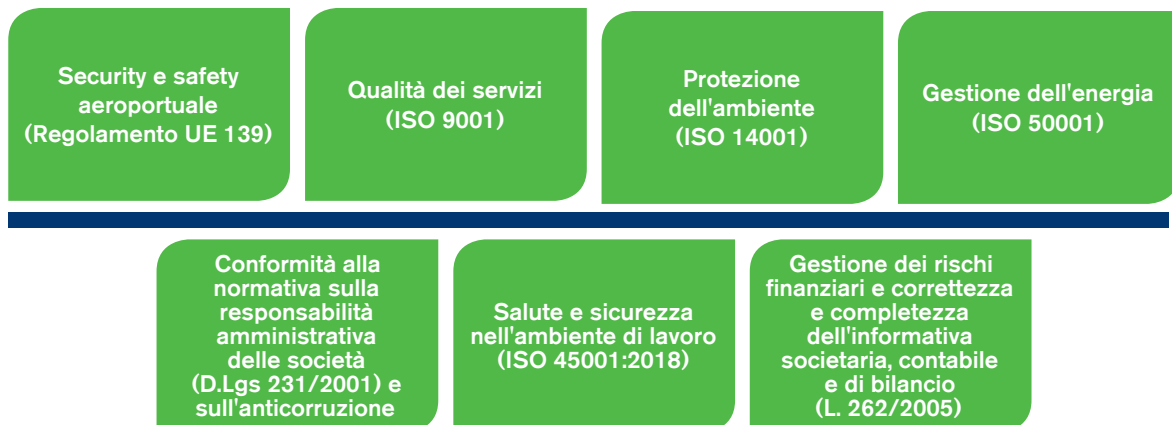 Security e safety
aeroportuale
(Regolamento UE 139)
Qualità dei servizi
(ISO 9001)
Protezione
dell'ambiente
(ISO 14001)
Gestione dell'energia
(ISO 50001)
Conformità alla
normativa sulla
responsabilità
amministrativa
delle società
(D.Lgs 231/2001) e
sull'anticorruzione
Salute e sicurezza
nell'ambiente di lavoro
(ISO 45001:2018)
Gestione dei rischi
finanziari e correttezza
e completezza
dell'informativa
societaria, contabile
e di bilancio
(L. 262/2005)